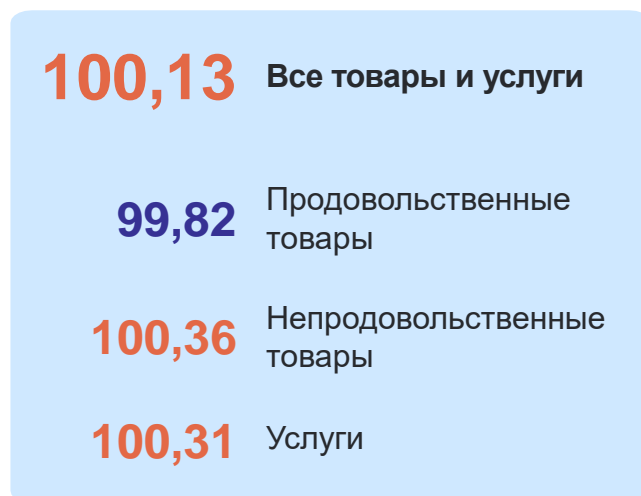 100,13 Все товары и услуги
99,82 Продовольственные
товары
100,36 Непродовольственные
товары
100,31 Услуги